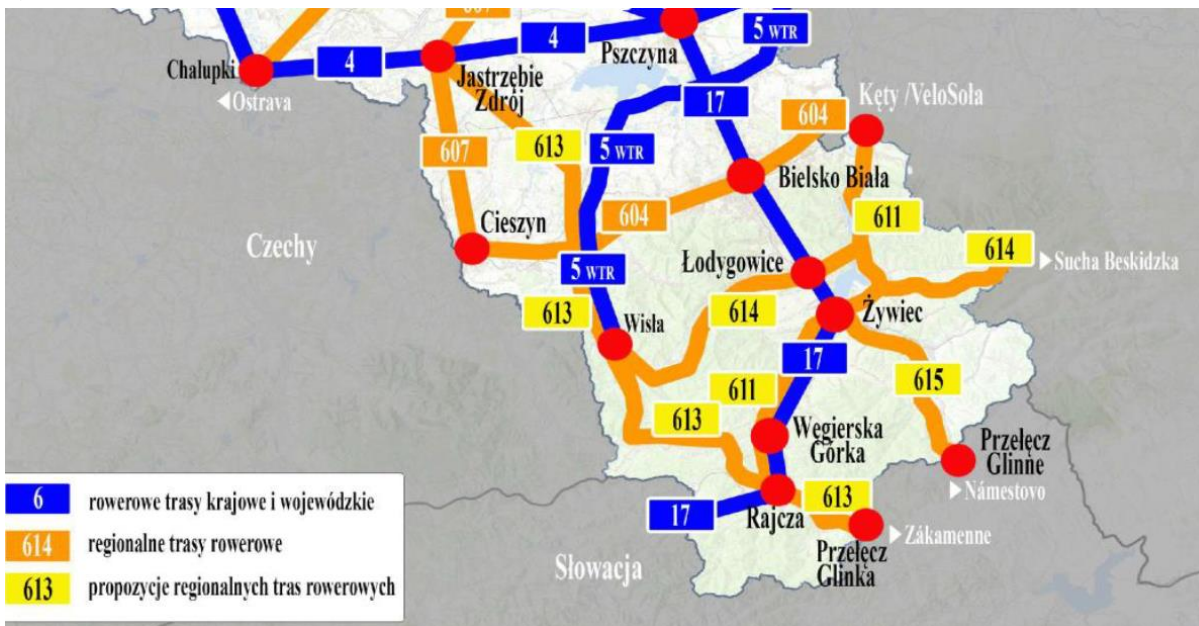 607
5 WTR
4
4
Pszczyna
Chalupki
Jastrzębie
Zdrój
Ostrava
17
Kęty /VeloSoła
604
607
613
5 WTR
Bielsko Biała
Cieszyn
604
611
Czechy
614
Łodygowice
Sucha Beskidzka
5 WTR
613
Wisła
614
Żywiec
17
615
611
613
Węgierska
Górka
Przełęcz
Glinne
Námestovo
6 rowerowe trasy krajowe i wojewódzkie
17
Rajcza
613
Zákamenne
614 regionalne trasy rowerowe
Przełęcz
Glinka
Słowacja
613 propozycje regionalnych tras rowerowych